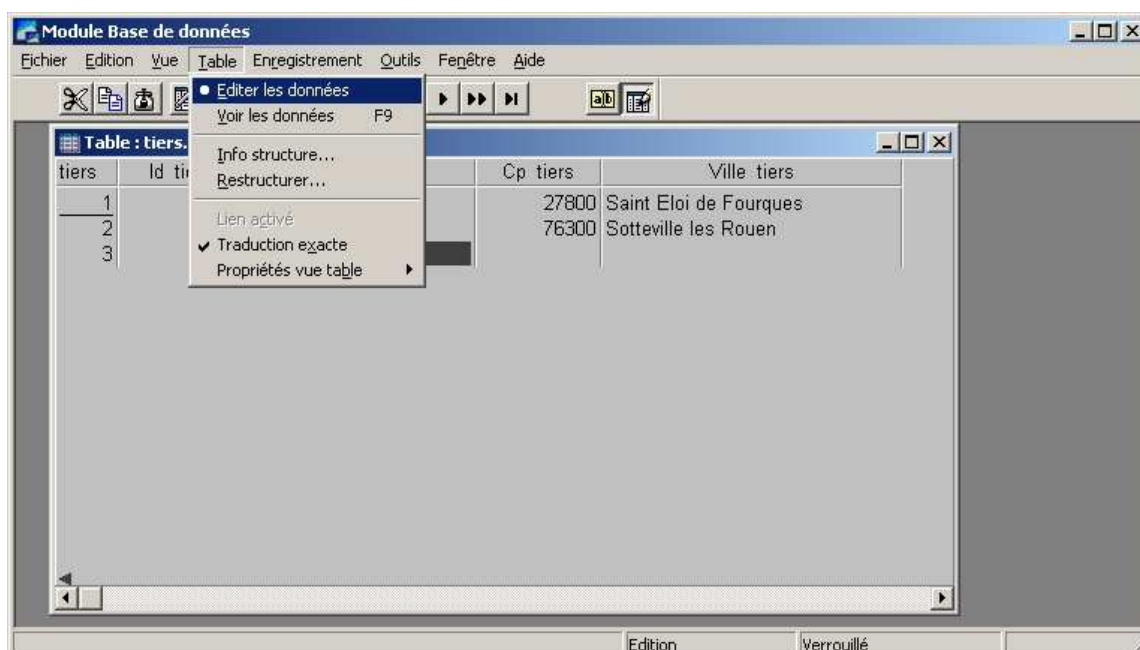 Module Base de données
Fichier Edition Vue Table Enregistrement Outils Fenêtre Aide
Editer les données
Voir les données F9
Info structure...
Restructurer...
Lien activé
Traduction exacte
Propriétés vue table
Table : tiers.
tiers Id Cp tiers Ville tiers
1 27800 Saint Eloi de Fourques
2 76300 Sotteville les Rouen
3
Edition Verrouillé